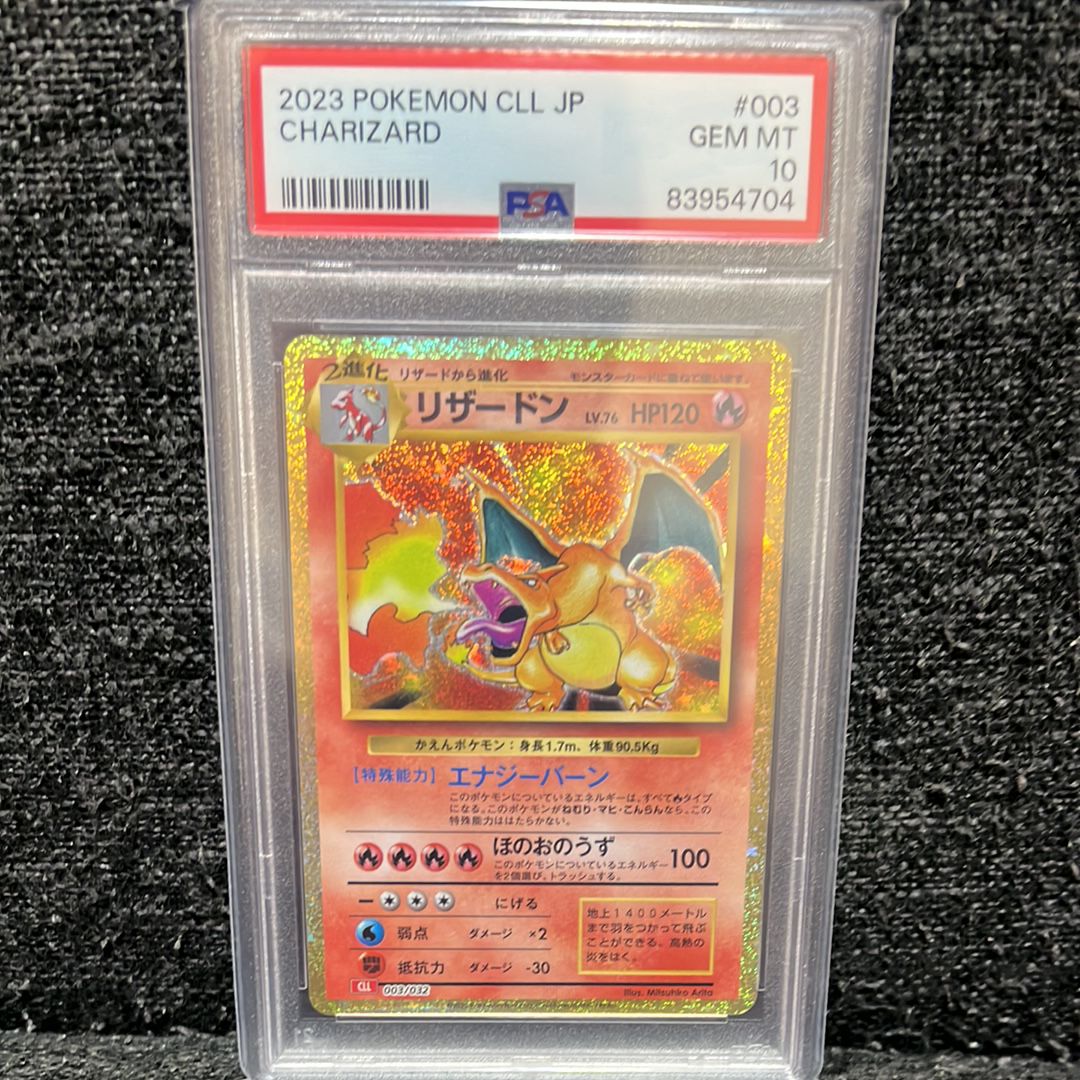 2023 POKEMON CLL JP #003
CHARIZARD GEM MT
10
PSA 83954704
2進化 リザードから進化 モンスターカードに重ねて使います。
リザードン LV.76 HP120
かえんポケモン：身長1.7m、体重90.5Kg
[特殊能力] エナジーバーン
このポケモンについているエネルギーは、すべて🔥タイプ
になる。このポケモンがねむり・マヒ・こんらんなら、この
特殊能力ははたらかない。
ほのおのうず 100
このポケモンについているエネルギー
を2個選び、トラッシュする。
にげる
弱点 ダメージ ×2
抵抗力 ダメージ -30
地上1400メートル
まで羽をつかって飛ぶ
ことができる。高熱の
炎をはく。
CLL 003/032 Illus. Mitsuhiro Arita